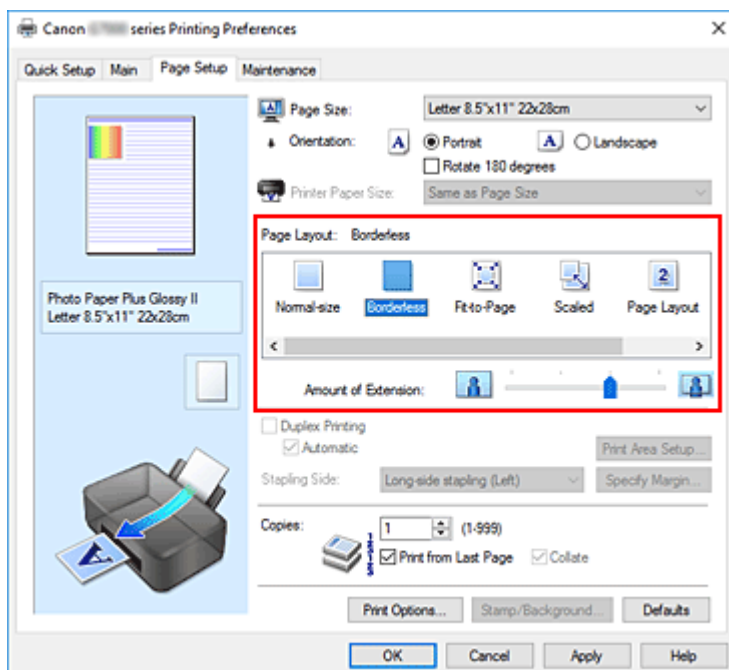 Canon series Printing Preferences
Quick Setup Main Page Setup Maintenance
Page Size: Letter 8.5"x11" 22x28cm
Orientation: A Portrait A Landscape
Rotate 180 degrees
Printer Paper Size: Same as Page Size
Page Layout: Borderless
Normal-size Borderless Fit-to-Page Scaled 2 Page Layout
Photo Paper Plus Glossy II
Letter 8.5"x11" 22x28cm
Amount of Extension:
Duplex Printing
Automatic
Print Area Setup...
Stapling Side: Long-side stapling (Left) Specify Margin...
Copies: 1 (1-999)
Print from Last Page Collate
Print Options... Stamp/Background... Defaults
OK Cancel Apply Help